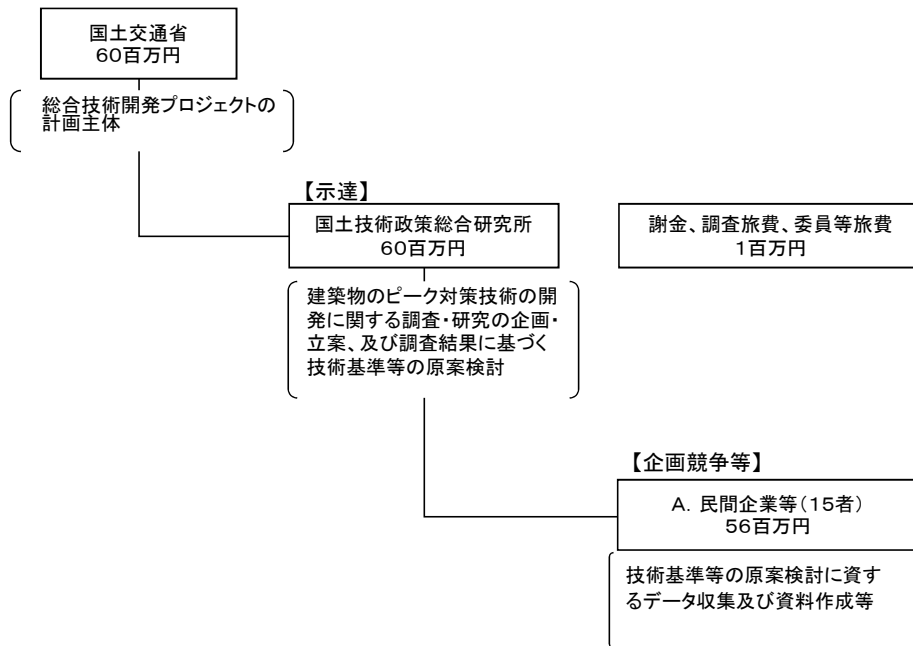 国土交通省
60百万円
総合技術開発プロジェクトの
計画主体
【示達】
国土技術政策総合研究所
60百万円
謝金、調査旅費、委員等旅費
1百万円
建築物のピーク対策技術の開
発に関する調査・研究の企画・
立案、及び調査結果に基づく
技術基準等の原案検討
【企画競争等】
A. 民間企業等(15者)
56百万円
技術基準等の原案検討に資す
るデータ収集及び資料作成等